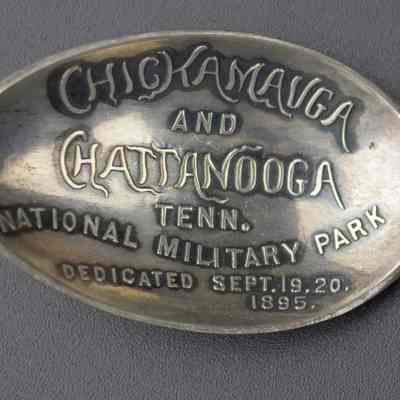 CHICKAMAUGA
AND
CHATTANOOGA
TENN.
NATIONAL MILITARY PARK
DEDICATED SEPT. 19. 20.
1895.